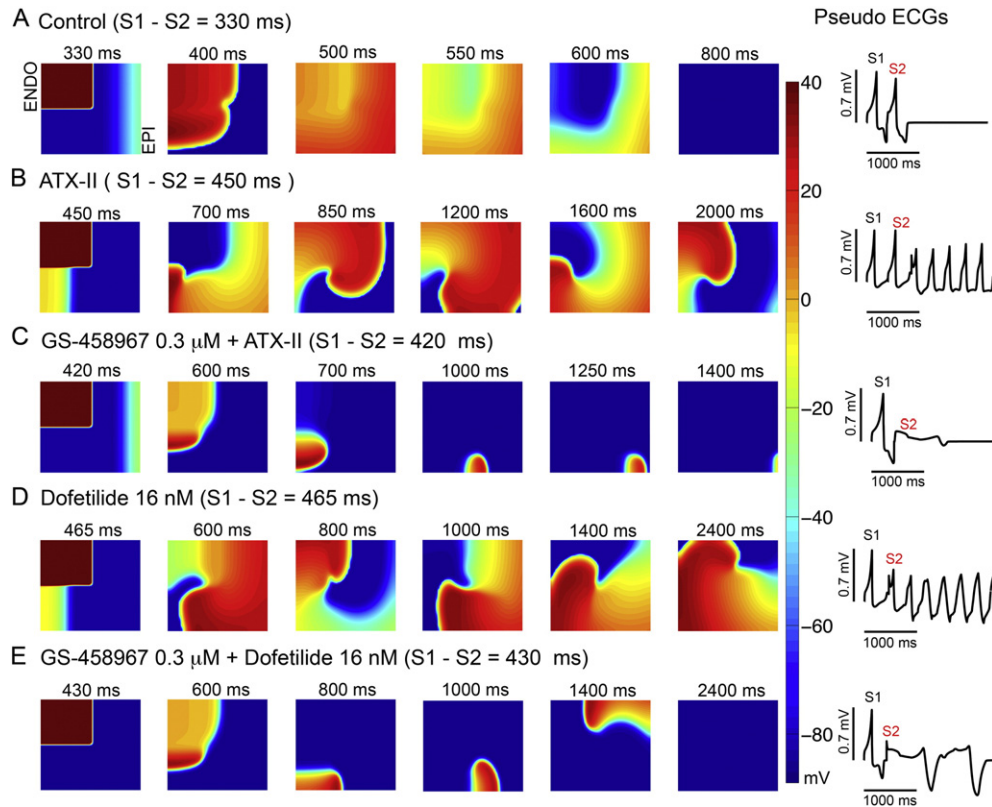 A Control (S1 - S2 = 330 ms)
Pseudo ECGs
330 ms 400 ms 500 ms 550 ms 600 ms 800 ms
ENDO
EPI
40
20
0
−20
−40
−60
−80
mV
S1
S2
0.7 mV
1000 ms
B ATX-II ( S1 - S2 = 450 ms )
450 ms 700 ms 850 ms 1200 ms 1600 ms 2000 ms
S1
S2
0.7 mV
1000 ms
C GS-458967 0.3 μM + ATX-II (S1 - S2 = 420 ms)
420 ms 600 ms 700 ms 1000 ms 1250 ms 1400 ms
S1
S2
0.7 mV
1000 ms
D Dofetilide 16 nM (S1 - S2 = 465 ms)
465 ms 600 ms 800 ms 1000 ms 1400 ms 2400 ms
S1
S2
0.7 mV
1000 ms
E GS-458967 0.3 μM + Dofetilide 16 nM (S1 - S2 = 430 ms)
430 ms 600 ms 800 ms 1000 ms 1400 ms 2400 ms
S1
S2
0.7 mV
1000 ms